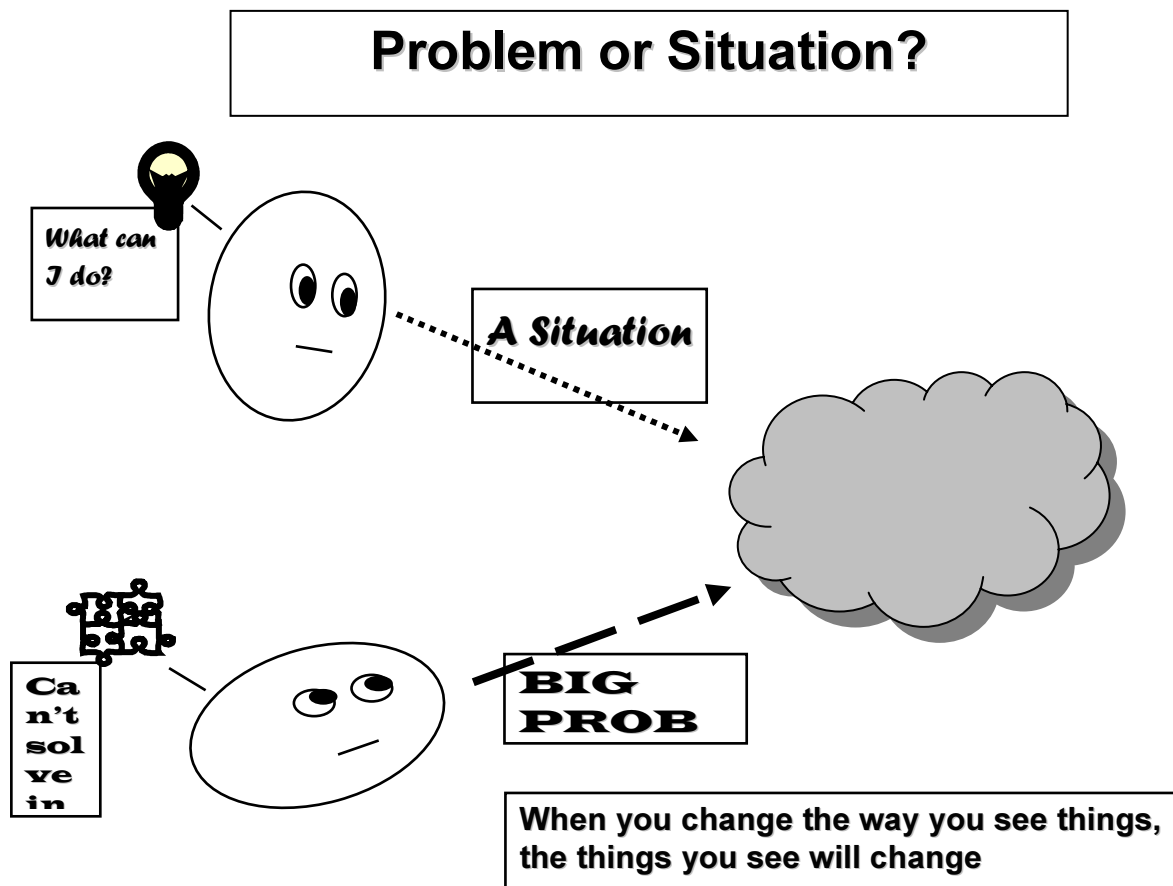 Problem or Situation?
What can
I do?
A Situation
Ca
n't
sol
ve
in
BIG
PROB
When you change the way you see things,
the things you see will change